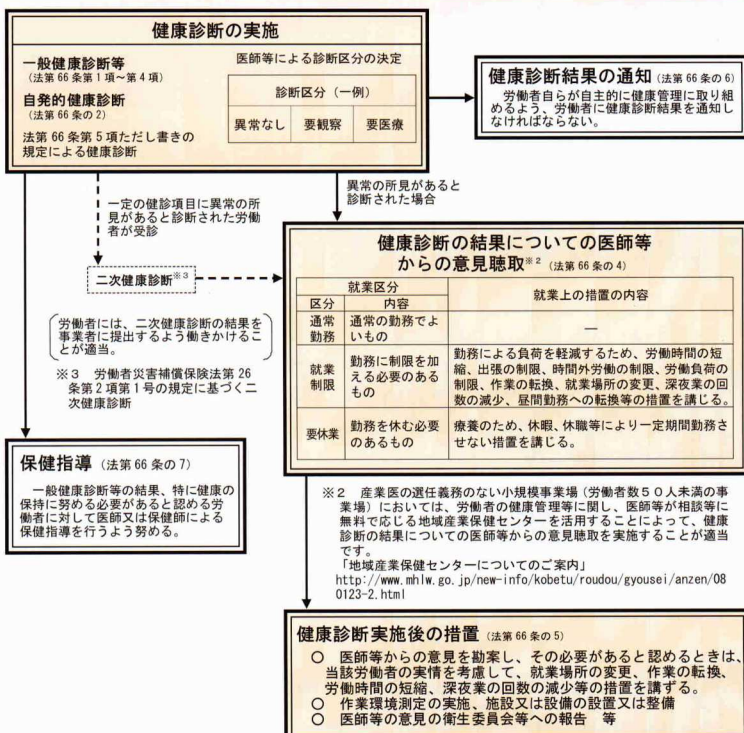 健康診断の実施
一般健康診断等
(法第66条第1項～第4項)
自発的健康診断
(法第66条の2)
法第66条第5項ただし書きの
規定による健康診断
医師等による診断区分の決定
診断区分（一例）
異常なし　要観察　要医療
健康診断結果の通知 (法第66条の6)
労働者自らが自主的に健康管理に取り組
めるよう、労働者に健康診断結果を通知し
なければならない。
一定の健診項目に異常の所
見があると診断された労働
者が受診
異常の所見があると
診断された場合
二次健康診断※3
労働者には、二次健康診断の結果を
事業者に提出するよう働きかけるこ
とが適当。
※3　労働者災害補償保険法第26
条第2項第1号の規定に基づく二
次健康診断
健康診断の結果についての医師等
からの意見聴取※2 (法第66条の4)
就業区分　就業上の措置の内容
区分　内容
通常
勤務
通常の勤務でよ
いもの
―
就業
制限
勤務に制限を加
える必要のある
もの
勤務による負荷を軽減するため、労働時間の短
縮、出張の制限、時間外労働の制限、労働負荷の
制限、作業の転換、就業場所の変更、深夜業の回
数の減少、昼間勤務への転換等の措置を講じる。
要休業
勤務を休む必要
のあるもの
療養のため、休暇、休職等により一定期間勤務さ
せない措置を講じる。
保健指導 (法第66条の7)
一般健康診断等の結果、特に健康の
保持に努める必要があると認める労
働者に対して医師又は保健師による
保健指導を行うよう努める。
※2　産業医の選任義務のない小規模事業場（労働者数５０人未満の事
業場）においては、労働者の健康管理等に関し、医師等が相談等に
無料で応じる地域産業保健センターを活用することによって、健康
診断の結果についての医師等からの意見聴取を実施することが適当
です。
「地域産業保健センターについてのご案内」
http://www.mhlw.go.jp/new-info/kobetu/roudou/gyousei/anzen/08
0123-2.html
健康診断実施後の措置 (法第66条の5)
○　医師等からの意見を勘案し、その必要があると認めるときは、
当該労働者の実情を考慮して、就業場所の変更、作業の転換、
労働時間の短縮、深夜業の回数の減少等の措置を講ずる。
○　作業環境測定の実施、施設又は設備の設置又は整備
○　医師等の意見の衛生委員会等への報告　等